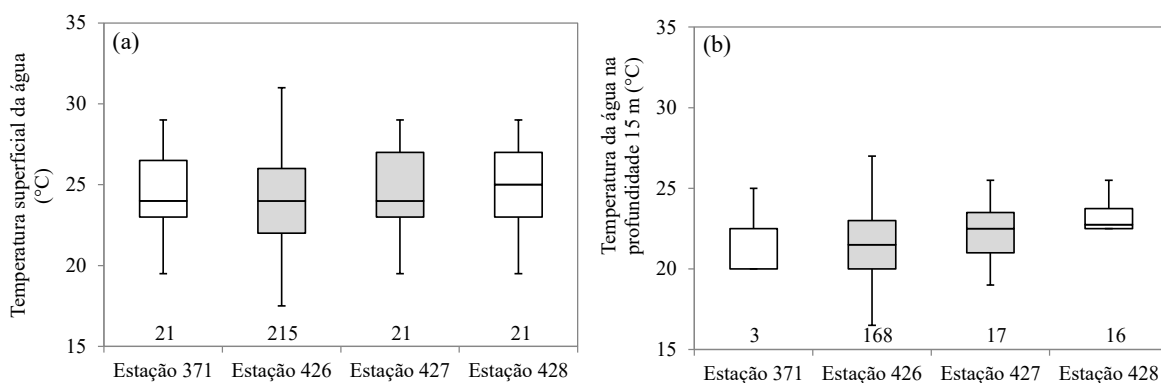 (a)
Temperatura superficial da água
(°C)
35
30
25
20
15
21
215
21
21
Estação 371
Estação 426
Estação 427
Estação 428
(b)
Temperatura da água na
profundidade 15 m (°C)
35
30
25
20
15
3
168
17
16
Estação 371
Estação 426
Estação 427
Estação 428